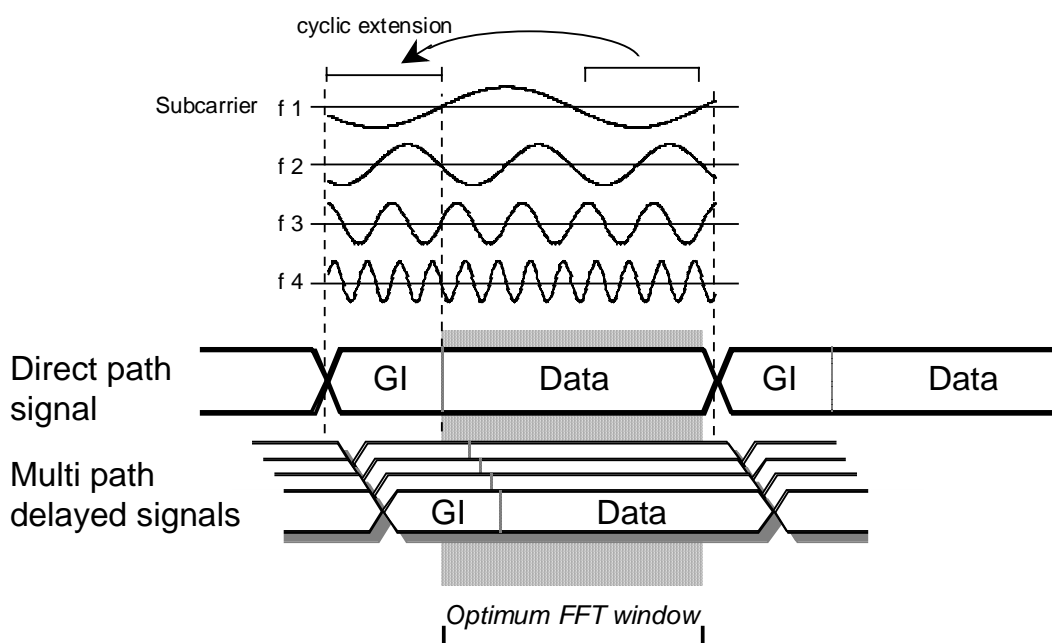 cyclic extension
Subcarrier f 1
f 2
f 3
f 4
Direct path
signal
GI Data GI Data
Multi path
delayed signals
GI Data
Optimum FFT window